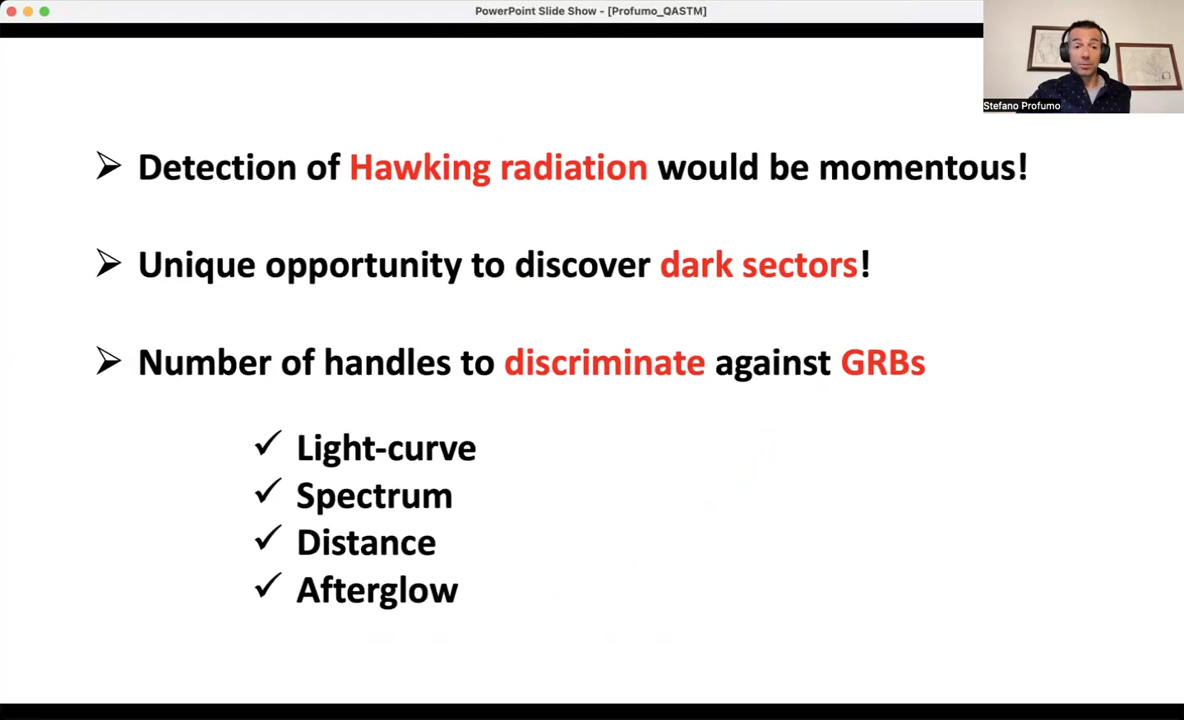 PowerPoint Slide Show - [Profumo_QASTM]
Stefano Profumo
➢ Detection of Hawking radiation would be momentous!
➢ Unique opportunity to discover dark sectors!
➢ Number of handles to discriminate against GRBs
✓ Light-curve
✓ Spectrum
✓ Distance
✓ Afterglow